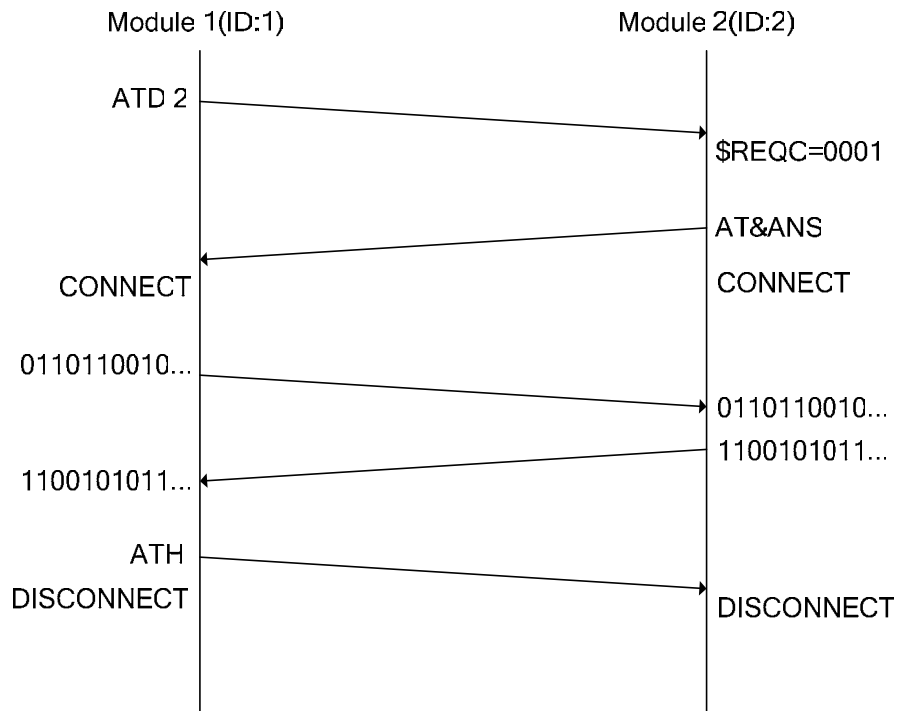 Module 1(ID:1)
Module 2(ID:2)
ATD 2
$REQC=0001
AT&ANS
CONNECT
CONNECT
0110110010...
0110110010...
1100101011...
1100101011...
ATH
DISCONNECT
DISCONNECT